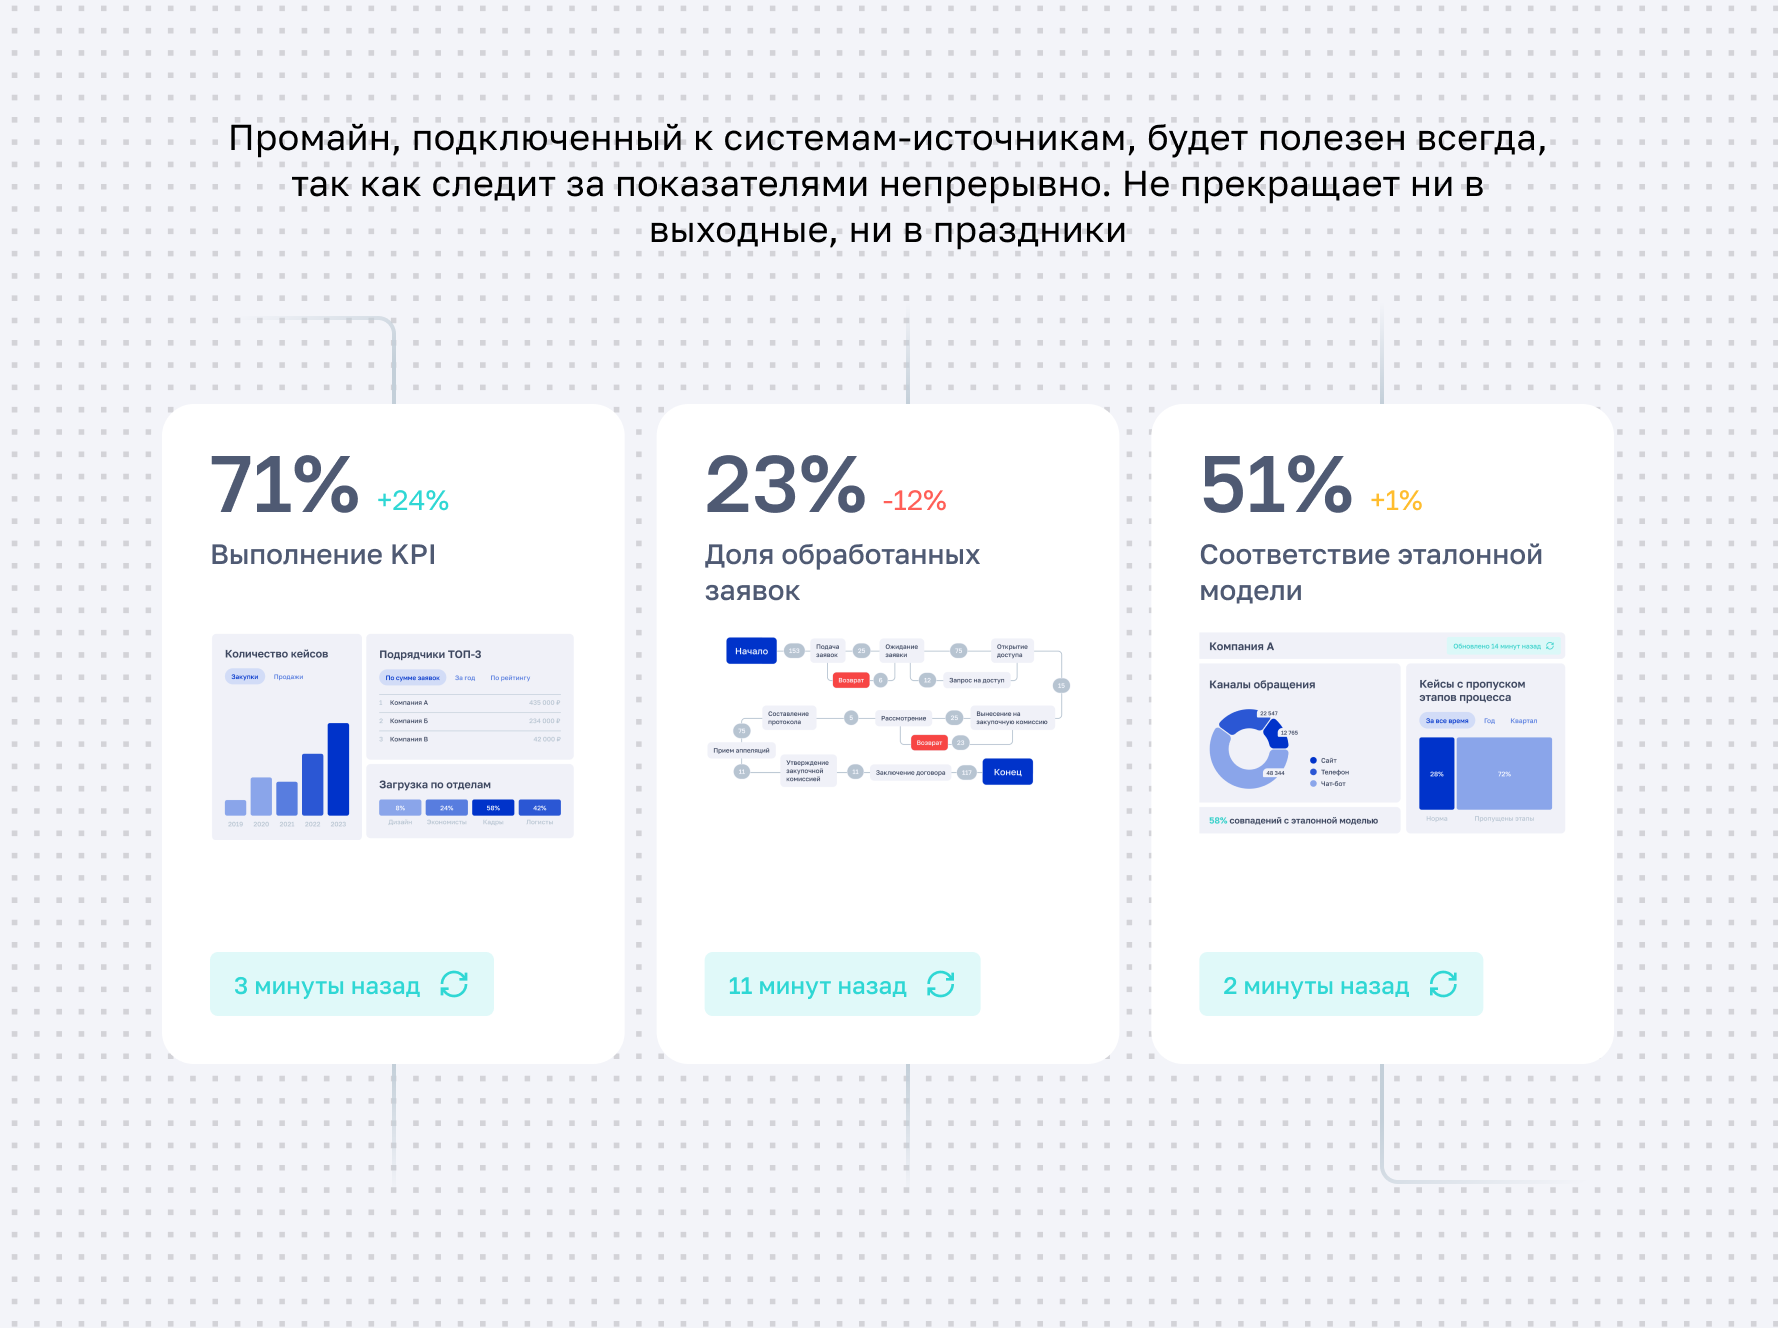 Промайн, подключенный к системам-источникам, будет полезен всегда,
так как следит за показателями непрерывно. Не прекращает ни в
выходные, ни в праздники
71% +24%
Выполнение KPI
Количество кейсов
Закупки Продажи
2019 2020 2021 2022 2023
Подрядчики ТОП-3
По сумме заявок За год По рейтингу
1 Компания А 435 000 ₽
2 Компания Б 234 000 ₽
3 Компания В 42 000 ₽
Загрузка по отделам
8% 24% 58% 42%
Дизайн Экономисты Кадры Логисты
3 минуты назад
23% -12%
Доля обработанных
заявок
Начало 153 Подача
заявок 25 Ожидание
заявки 75 Открытие
доступа
Возврат 6 12 Запрос на доступ 15
Составление
протокола 5 Рассмотрение 25 Вынесение на
закупочную комиссию
75 Возврат 23
Прием аппеляций
11 Утверждение
закупочной
комиссией 11 Заключение договора 117 Конец
11 минут назад
51% +1%
Соответствие эталонной
модели
Компания А Обновлено 14 минут назад
Каналы обращения
22 547
12 765
48 344
Сайт
Телефон
Чат-бот
58% совпадений с эталонной моделью
Кейсы с пропуском
этапов процесса
За все время Год Квартал
28% 72%
Норма Пропущены этапы
2 минуты назад